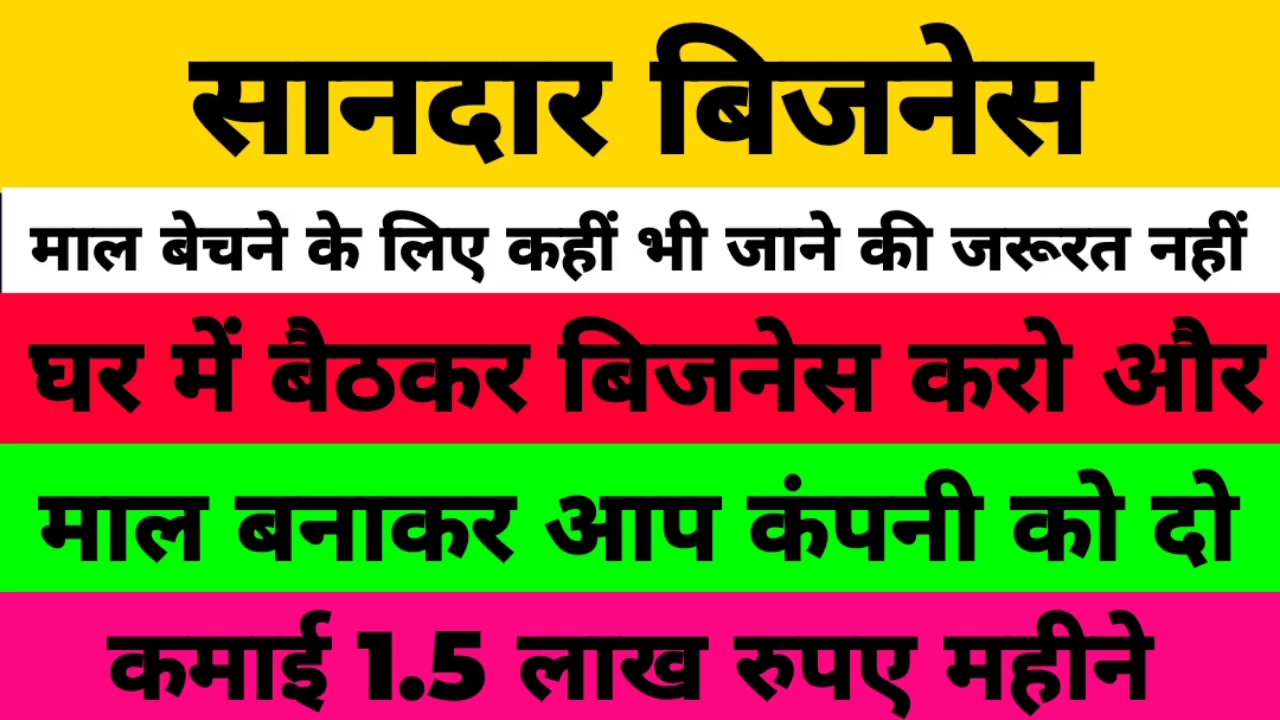 सानदार बिजनेस
माल बेचने के लिए कहीं भी जाने की जरूरत नहीं
घर में बैठकर बिजनेस करो और
माल बनाकर आप कंपनी को दो
कमाई 1.5 लाख रुपए महीने